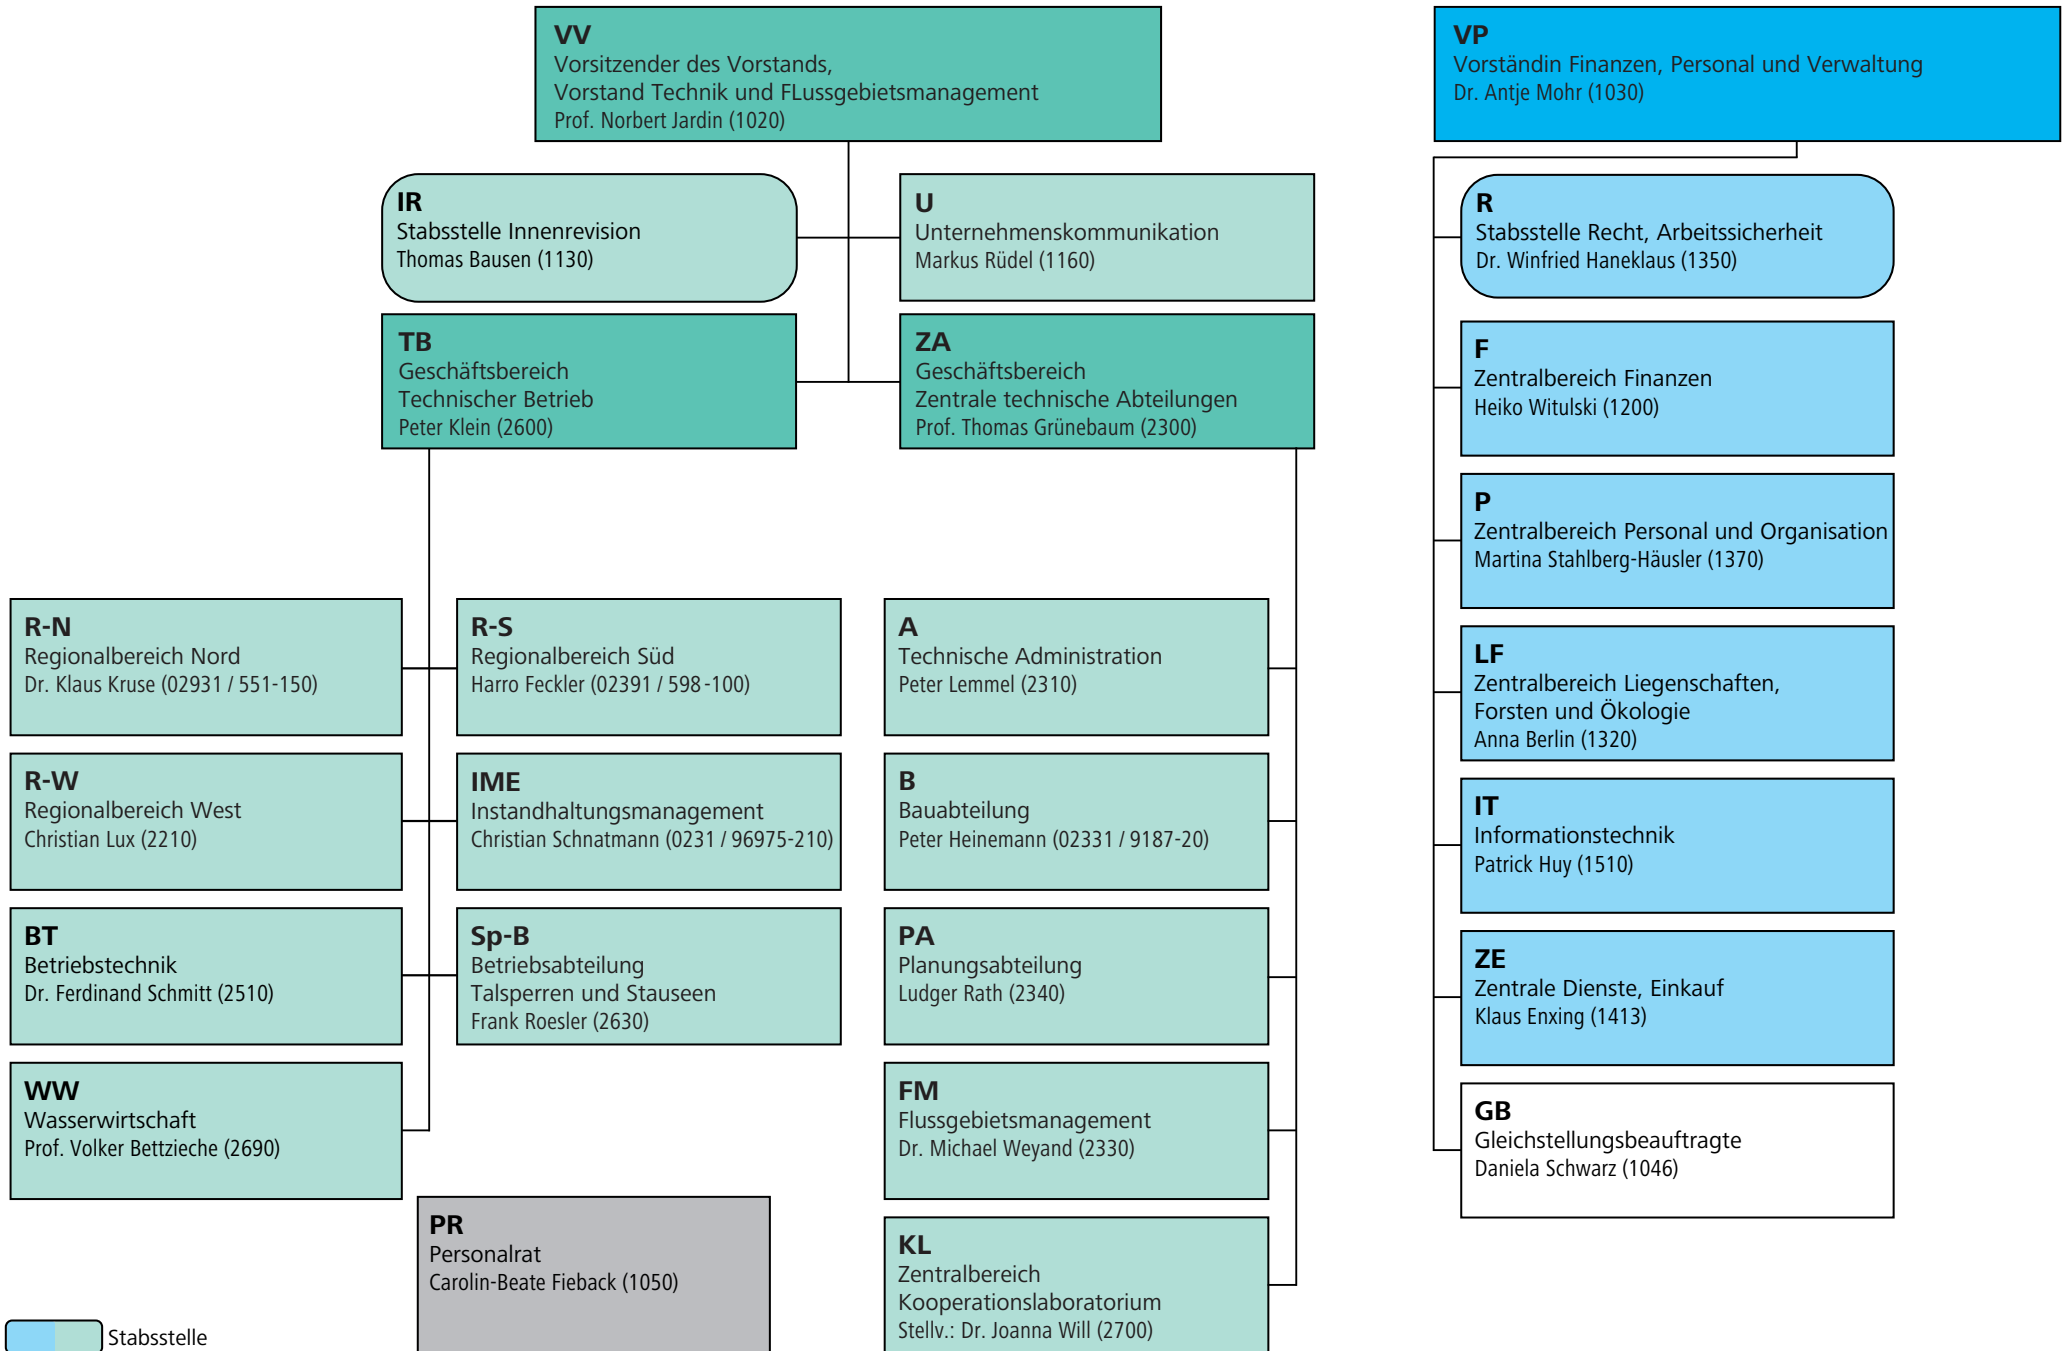 VV
Vorsitzender des Vorstands,
Vorstand Technik und FLussgebietsmanagement
Prof. Norbert Jardin (1020)
VP
Vorständin Finanzen, Personal und Verwaltung
Dr. Antje Mohr (1030)
IR
Stabsstelle Innenrevision
Thomas Bausen (1130)
U
Unternehmenskommunikation
Markus Rüdel (1160)
TB
Geschäftsbereich
Technischer Betrieb
Peter Klein (2600)
ZA
Geschäftsbereich
Zentrale technische Abteilungen
Prof. Thomas Grünebaum (2300)
R-N
Regionalbereich Nord
Dr. Klaus Kruse (02931 / 551-150)
R-S
Regionalbereich Süd
Harro Feckler (02391 / 598-100)
R-W
Regionalbereich West
Christian Lux (2210)
IME
Instandhaltungsmanagement
Christian Schnatmann (0231 / 96975-210)
BT
Betriebstechnik
Dr. Ferdinand Schmitt (2510)
Sp-B
Betriebsabteilung
Talsperren und Stauseen
Frank Roesler (2630)
WW
Wasserwirtschaft
Prof. Volker Bettzieche (2690)
A
Technische Administration
Peter Lemmel (2310)
B
Bauabteilung
Peter Heinemann (02331 / 9187-20)
PA
Planungsabteilung
Ludger Rath (2340)
FM
Flussgebietsmanagement
Dr. Michael Weyand (2330)
KL
Zentralbereich
Kooperationslaboratorium
Stellv.: Dr. Joanna Will (2700)
R
Stabsstelle Recht, Arbeitssicherheit
Dr. Winfried Haneklaus (1350)
F
Zentralbereich Finanzen
Heiko Witulski (1200)
P
Zentralbereich Personal und Organisation
Martina Stahlberg-Häusler (1370)
LF
Zentralbereich Liegenschaften,
Forsten und Ökologie
Anna Berlin (1320)
IT
Informationstechnik
Patrick Huy (1510)
ZE
Zentrale Dienste, Einkauf
Klaus Enxing (1413)
GB
Gleichstellungsbeauftragte
Daniela Schwarz (1046)
PR
Personalrat
Carolin-Beate Fieback (1050)
Stabsstelle